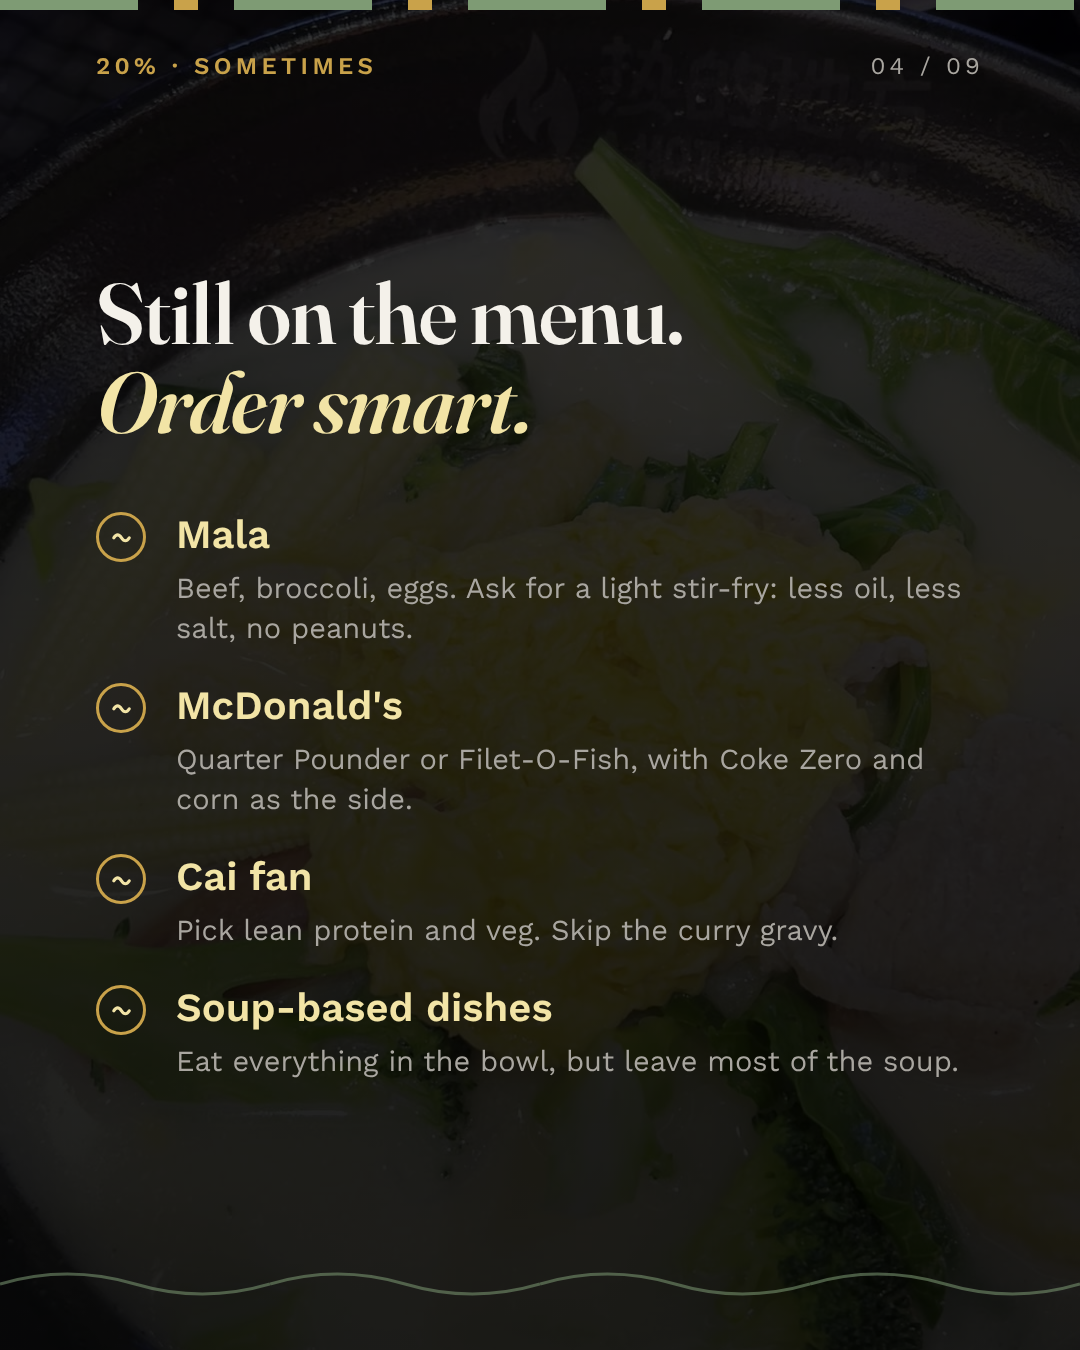 20% · SOMETIMES
04 / 09
Still on the menu.
Order smart.
~ Mala
Beef, broccoli, eggs. Ask for a light stir-fry: less oil, less
salt, no peanuts.
~ McDonald's
Quarter Pounder or Filet-O-Fish, with Coke Zero and
corn as the side.
~ Cai fan
Pick lean protein and veg. Skip the curry gravy.
~ Soup-based dishes
Eat everything in the bowl, but leave most of the soup.